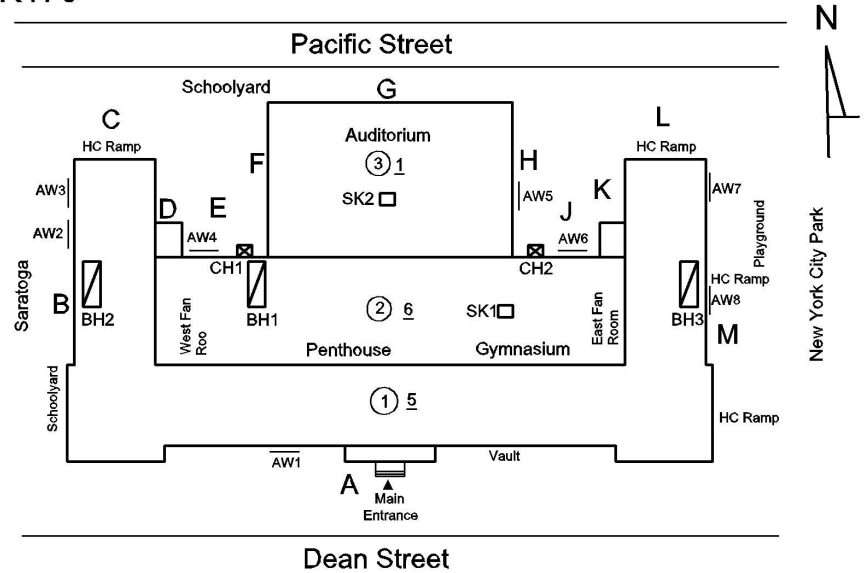 N
Pacific Street
Schoolyard
G
C
HC Ramp
L
HC Ramp
Auditorium
F
3 1
H
AW3
SK2
AW5
K
AW7
D
E
J
AW2
AW4
AW6
CH1
CH2
Playground
HC Ramp
Saratoga
B
BH2
West Fan
Roo
BH1
2 6
SK1
East Fan
Room
BH3
AW8
M
New York City Park
Penthouse
Gymnasium
Schoolyard
1 5
HC Ramp
AW1
A
Vault
Main
Entrance
Dean Street